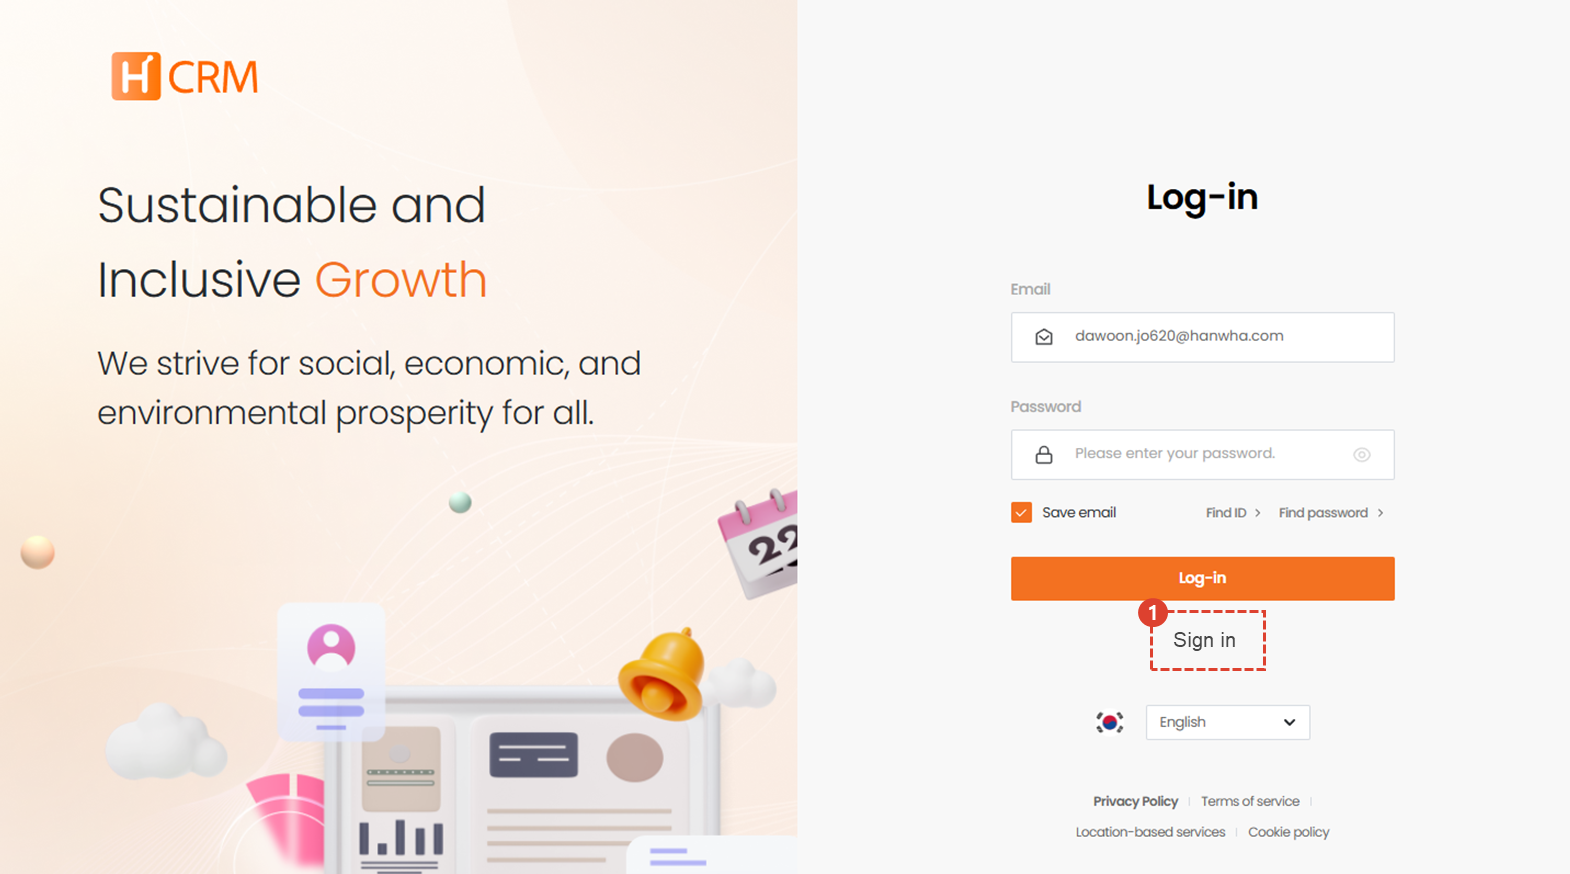 H CRM
Sustainable and
Inclusive Growth
We strive for social, economic, and
environmental prosperity for all.
22
Log-in
Email
dawoon.jo620@hanwha.com
Password
Please enter your password.
Save email
Find ID >
Find password >
Log-in
1
Sign in
English
Privacy Policy | Terms of service |
Location-based services | Cookie policy